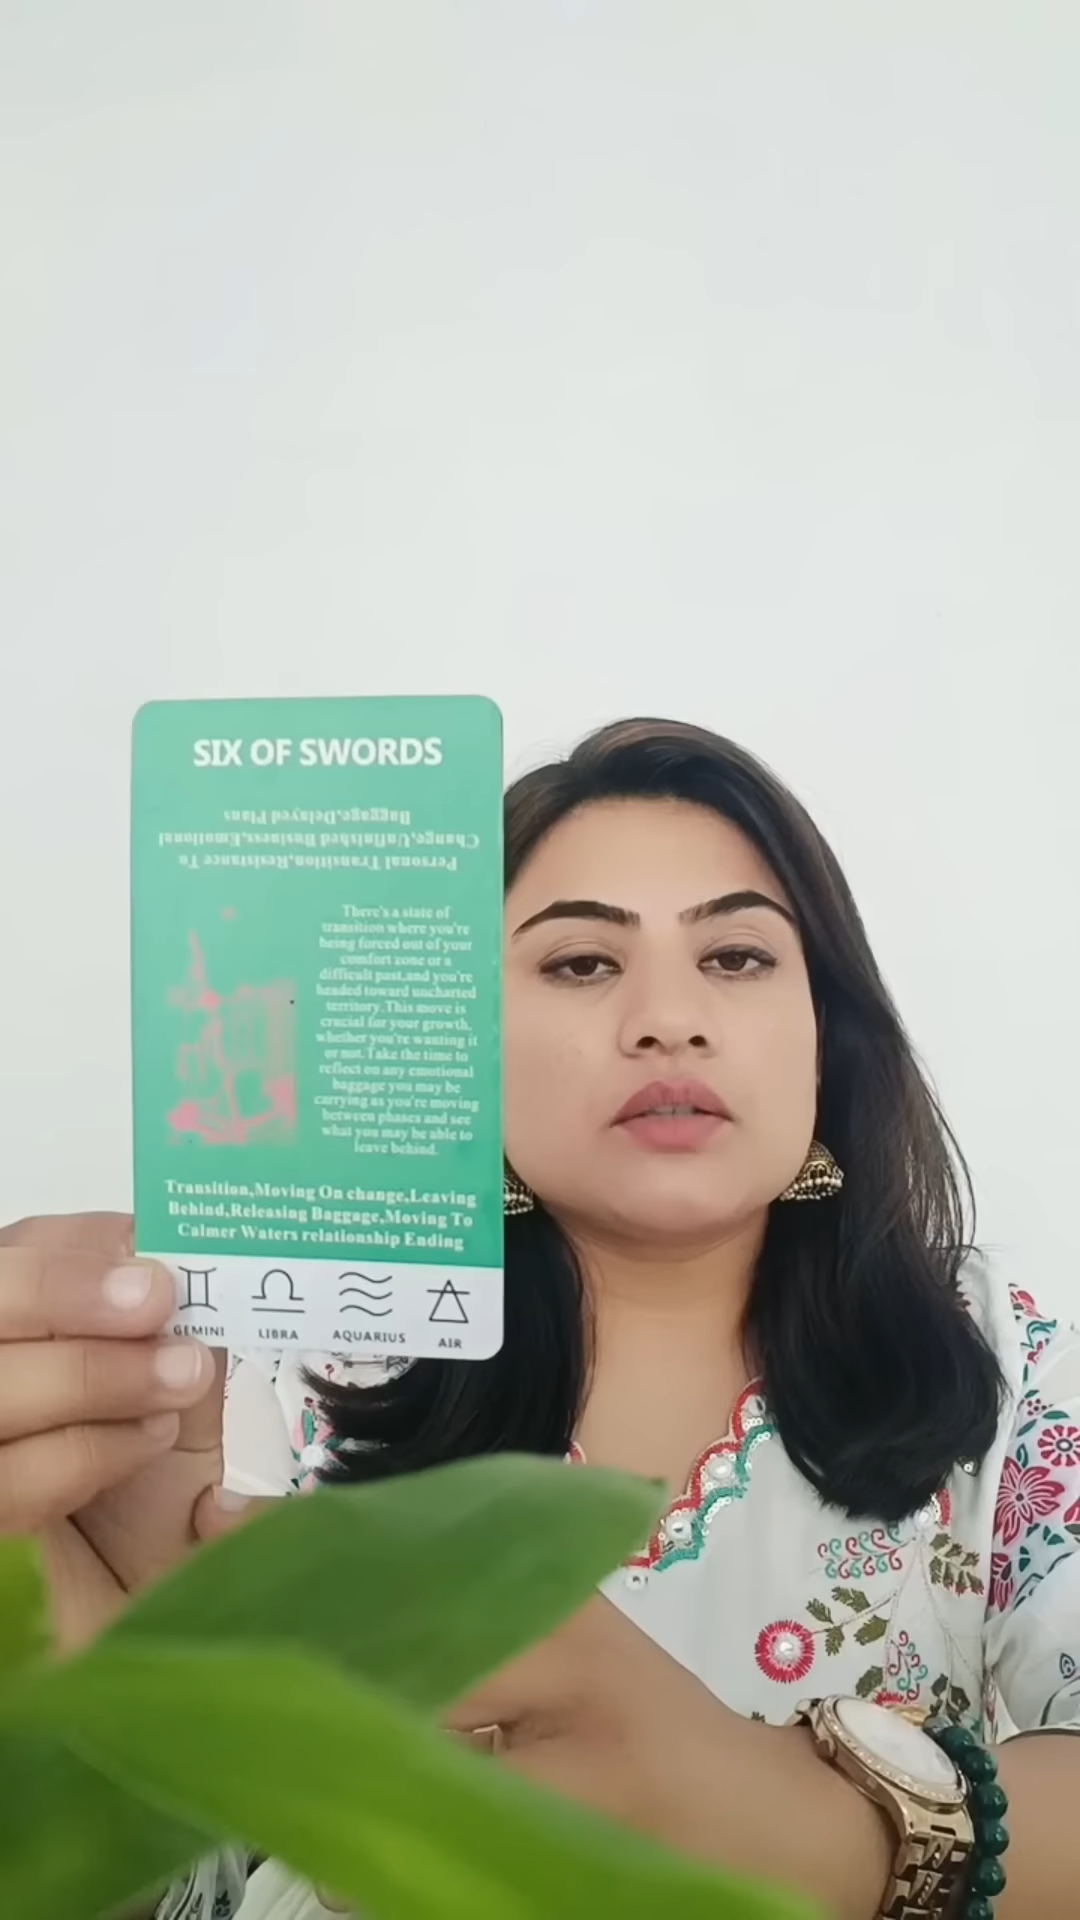 SIX OF SWORDS
Personal Transition,Resistance To
Change,Unfinished Business,Emotional
Baggage,Delayed Plans
There's a state of
transition where you're
being forced out of your
comfort zone or a
difficult past,and you're
headed toward uncharted
territory.This move is
crucial for your growth,
whether you're wanting it
or not.Take the time to
reflect on any emotional
baggage you may be
carrying as you're moving
between phases and see
what you may be able to
leave behind.
Transition,Moving On change,Leaving
Behind,Releasing Baggage,Moving To
Calmer Waters relationship Ending
GEMINI LIBRA AQUARIUS AIR